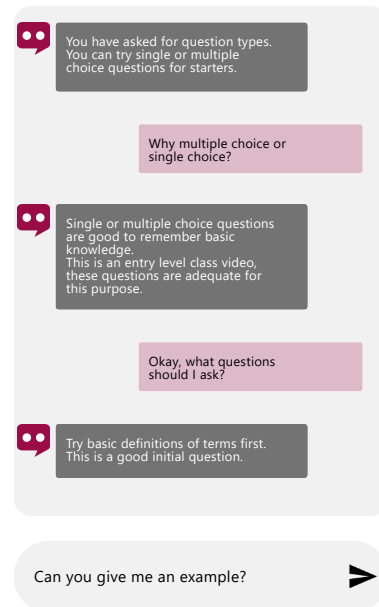 You have asked for question types.
You can try single or multiple
choice questions for starters.
Why multiple choice or
single choice?
Single or multiple choice questions
are good to remember basic
knowledge.
This is an entry level class video,
these questions are adequate for
this purpose.
Okay, what questions
should I ask?
Try basic definitions of terms first.
This is a good initial question.
Can you give me an example?